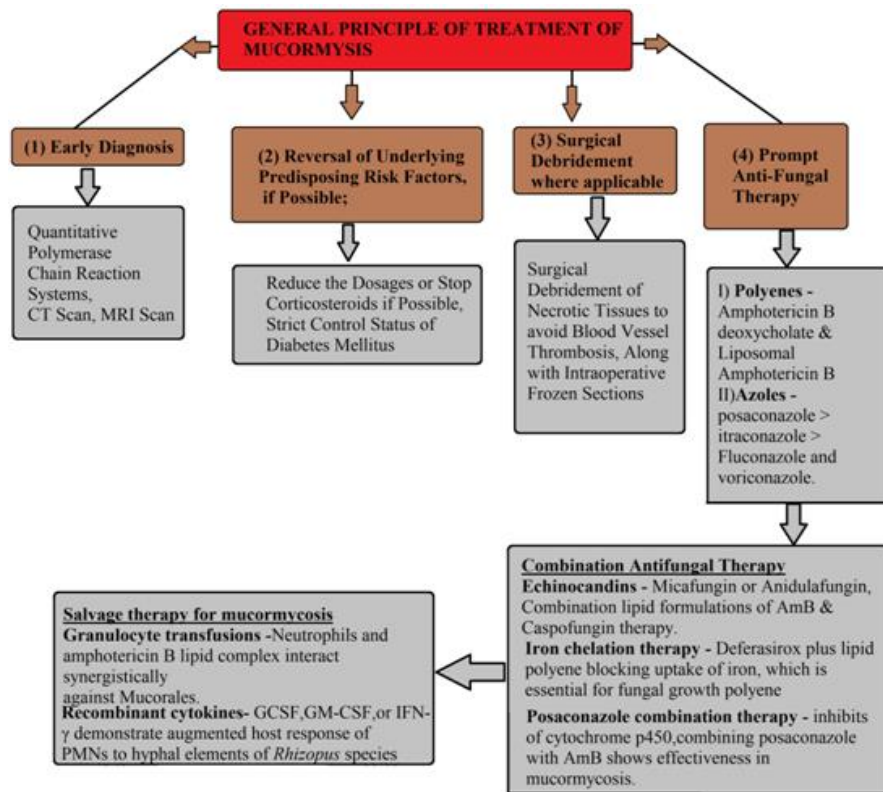 GENERAL PRINCIPLE OF TREATMENT OF
MUCORMYSIS
(1) Early Diagnosis
(2) Reversal of Underlying
Predisposing Risk Factors,
if Possible;
(3) Surgical
Debridement
where applicable
(4) Prompt
Anti-Fungal
Therapy
Quantitative
Polymerase
Chain Reaction
Systems,
CT Scan, MRI Scan
Reduce the Dosages or Stop
Corticosteroids if Possible,
Strict Control Status of
Diabetes Mellitus
Surgical
Debridement of
Necrotic Tissues to
avoid Blood Vessel
Thrombosis, Along
with Intraoperative
Frozen Sections
I) Polyenes -
Amphotericin B
deoxycholate &
Liposomal
Amphotericin B
II)Azoles -
posaconazole >
itraconazole >
Fluconazole and
voriconazole.
Combination Antifungal Therapy
Echinocandins - Micafungin or Anidulafungin,
Combination lipid formulations of AmB &
Caspofungin therapy.
Iron chelation therapy - Deferasirox plus lipid
polyene blocking uptake of iron, which is
essential for fungal growth polyene
Posaconazole combination therapy - inhibits
of cytochrome p450,combining posaconazole
with AmB shows effectiveness in
mucormycosis.
Salvage therapy for mucormycosis
Granulocyte transfusions -Neutrophils and
amphotericin B lipid complex interact
synergistically
against Mucorales.
Recombinant cytokines- GCSF,GM-CSF,or IFN-
γ demonstrate augmented host response of
PMNs to hyphal elements of Rhizopus species